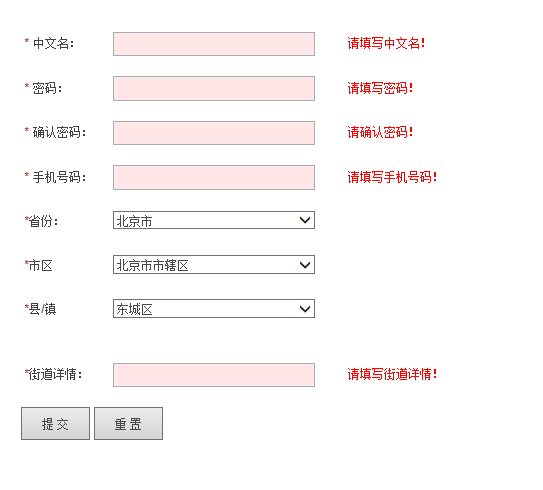 * 中文名： 请填写中文名!
* 密码： 请填写密码!
* 确认密码： 请确认密码!
* 手机号码： 请填写手机号码!
*省份： 北京市
*市区 北京市市辖区
*县/镇 东城区
*街道详情： 请填写街道详情!
提 交 重 置